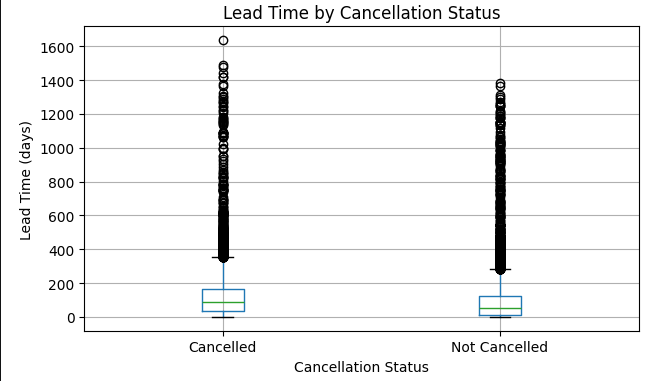 Lead Time by Cancellation Status
1600
1400
1200
1000
800
600
400
200
0
Lead Time (days)
Cancelled
Not Cancelled
Cancellation Status